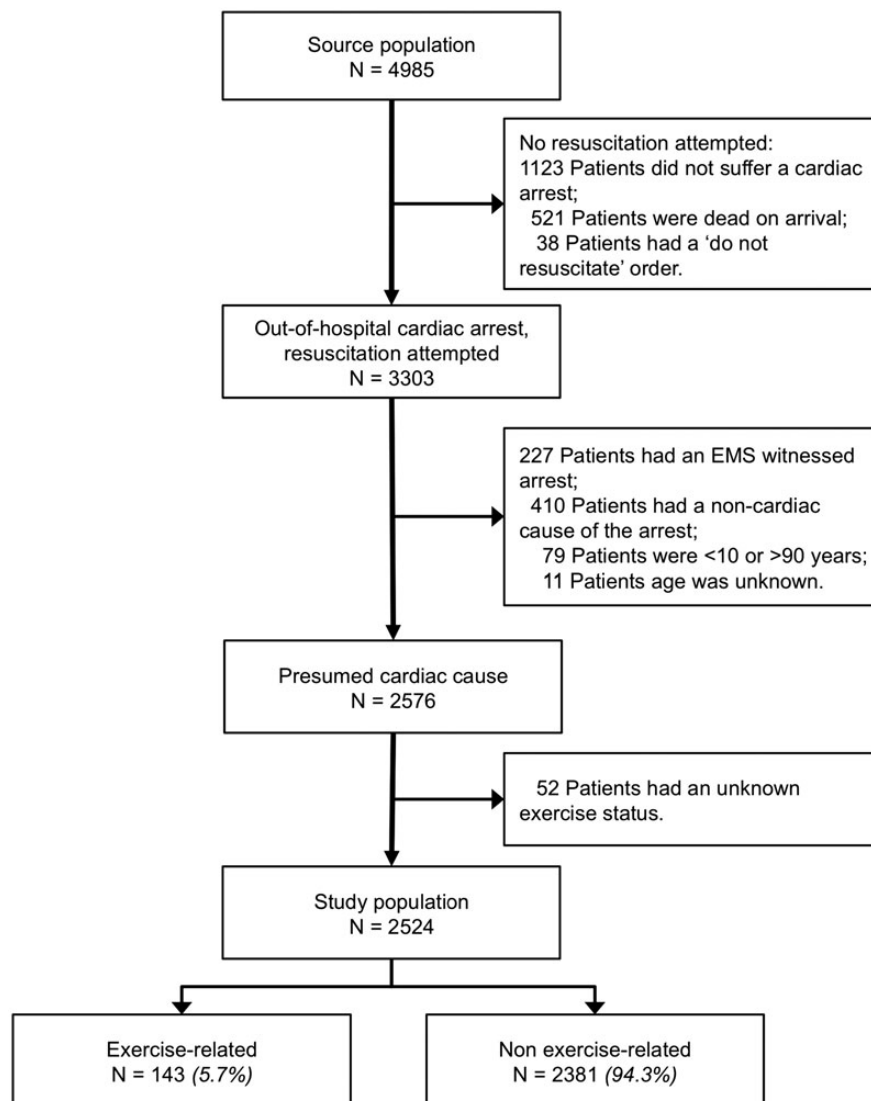 Source population
N = 4985
No resuscitation attempted:
1123 Patients did not suffer a cardiac
arrest;
521 Patients were dead on arrival;
38 Patients had a ‘do not
resuscitate’ order.
Out-of-hospital cardiac arrest,
resuscitation attempted
N = 3303
227 Patients had an EMS witnessed
arrest;
410 Patients had a non-cardiac
cause of the arrest;
79 Patients were <10 or >90 years;
11 Patients age was unknown.
Presumed cardiac cause
N = 2576
52 Patients had an unknown
exercise status.
Study population
N = 2524
Exercise-related
N = 143 (5.7%)
Non exercise-related
N = 2381 (94.3%)